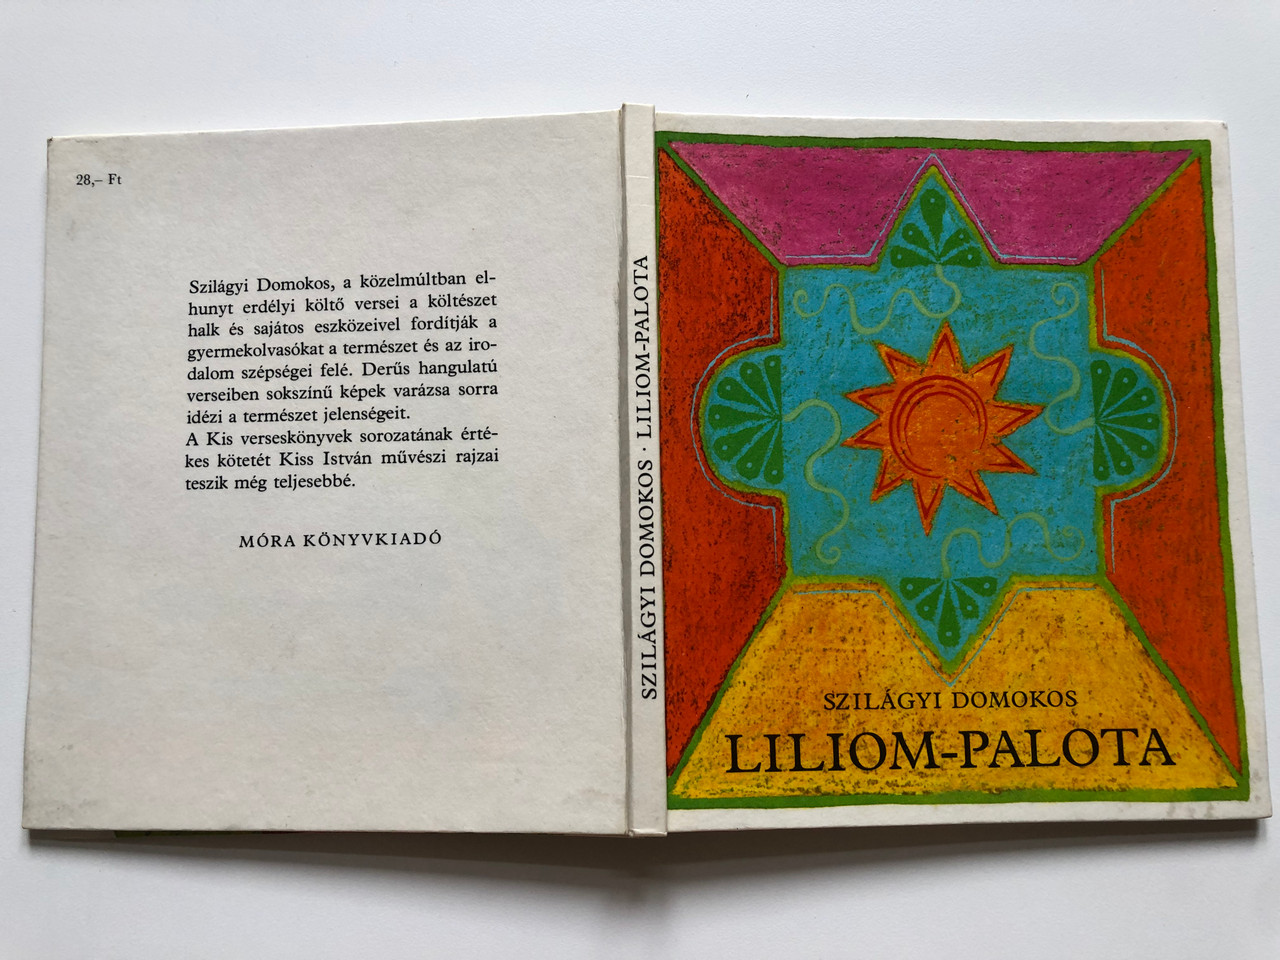 28,– Ft
Szilágyi Domokos, a közelmúltban el-
hunyt erdélyi költő versei a költészet
halk és sajátos eszközeivel fordítják a
gyermekolvasókat a természet és az iro-
dalom szépségei felé. Derűs hangulatú
verseiben sokszínű képek varázsa sorra
idézi a természet jelenségeit.
A Kis verseskönyvek sorozatának érté-
kes kötetét Kiss István művészi rajzai
teszik még teljesebbé.
MÓRA KÖNYVKIADÓ
SZILÁGYI DOMOKOS · LILIOM-PALOTA
SZILÁGYI DOMOKOS
LILIOM-PALOTA